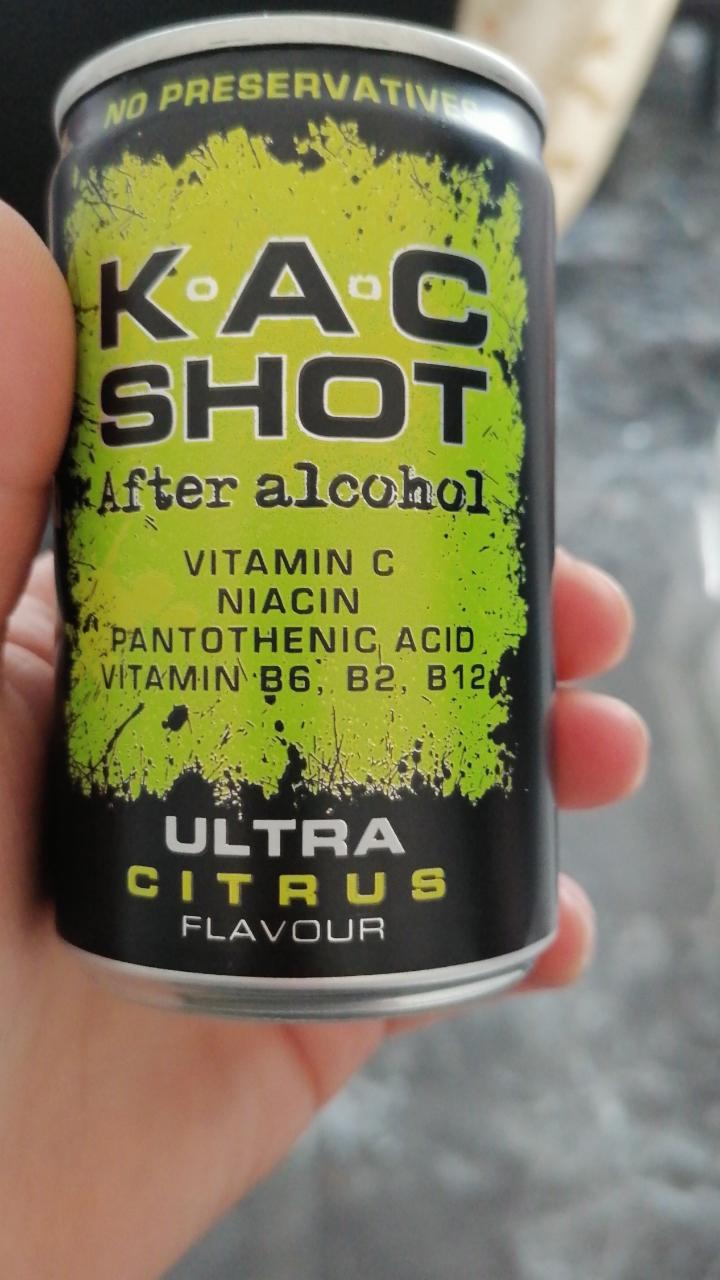 NO PRESERVATIVES
K·A·C
SHOT
After alcohol
VITAMIN C
NIACIN
PANTOTHENIC ACID
VITAMIN B6, B2, B12
ULTRA
CITRUS
FLAVOUR